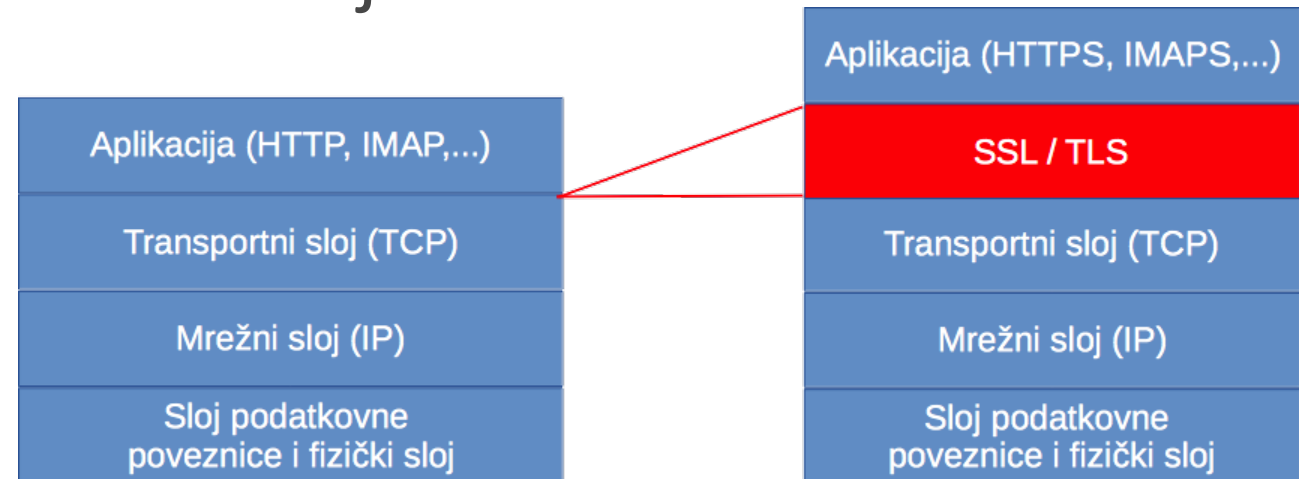 Aplikacija (HTTP, IMAP,...)
Transportni sloj (TCP)
Mrežni sloj (IP)
Sloj podatkovne
poveznice i fizički sloj
Aplikacija (HTTPS, IMAPS,...)
SSL / TLS
Transportni sloj (TCP)
Mrežni sloj (IP)
Sloj podatkovne
poveznice i fizički sloj